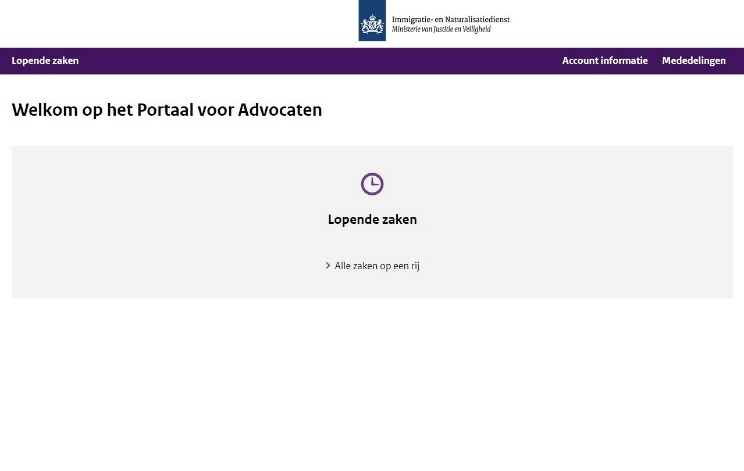 Immigratie- en Naturalisatiedienst
Ministerie van Justitie en Veiligheid
Lopende zaken
Account informatie
Mededelingen
Welkom op het Portaal voor Advocaten
Lopende zaken
Alle zaken op een rij